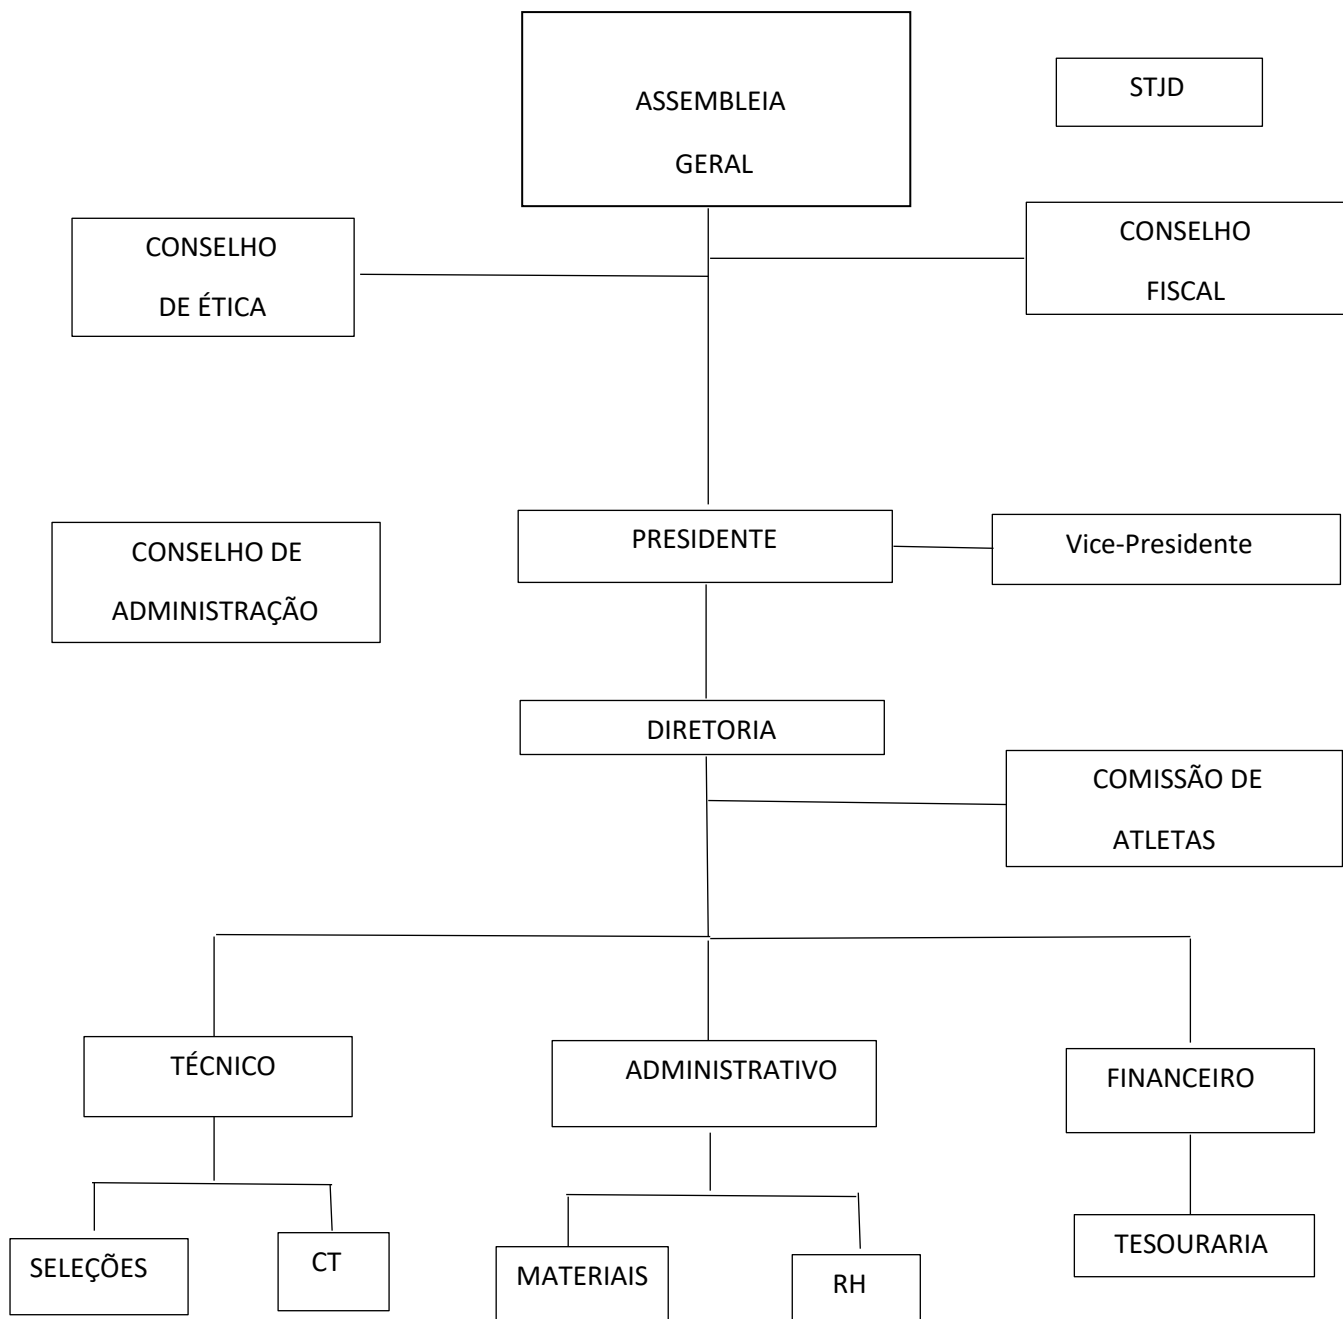 ASSEMBLEIA
GERAL
STJD
CONSELHO
DE ÉTICA
CONSELHO
FISCAL
CONSELHO DE
ADMINISTRAÇÃO
PRESIDENTE
Vice-Presidente
DIRETORIA
COMISSÃO DE
ATLETAS
TÉCNICO
ADMINISTRATIVO
FINANCEIRO
SELEÇÕES
CT
MATERIAIS
RH
TESOURARIA